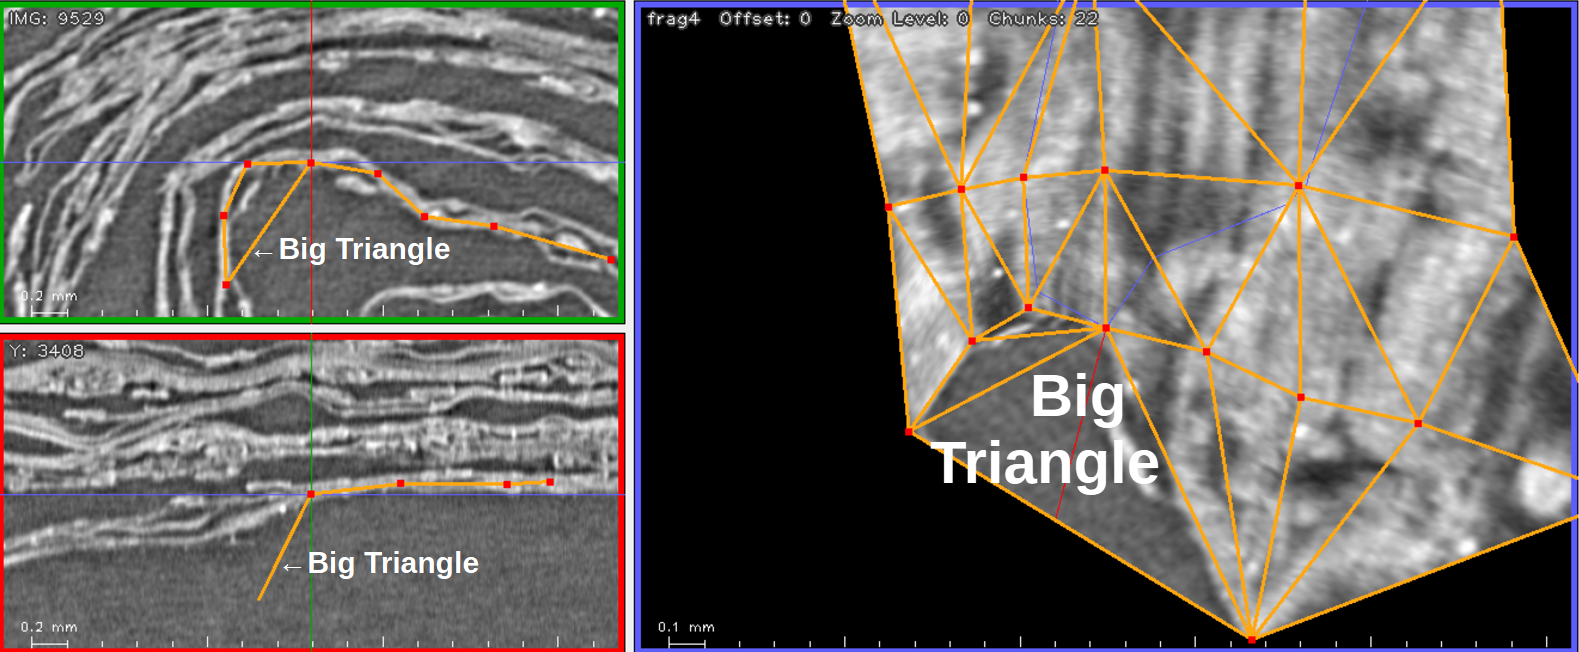 IMG: 9529
←Big Triangle
0.2 mm
Y: 3408
←Big Triangle
0.2 mm
frag4 Offset: 0 Zoom Level: 0 Chunks: 22
Big
Triangle
0.1 mm